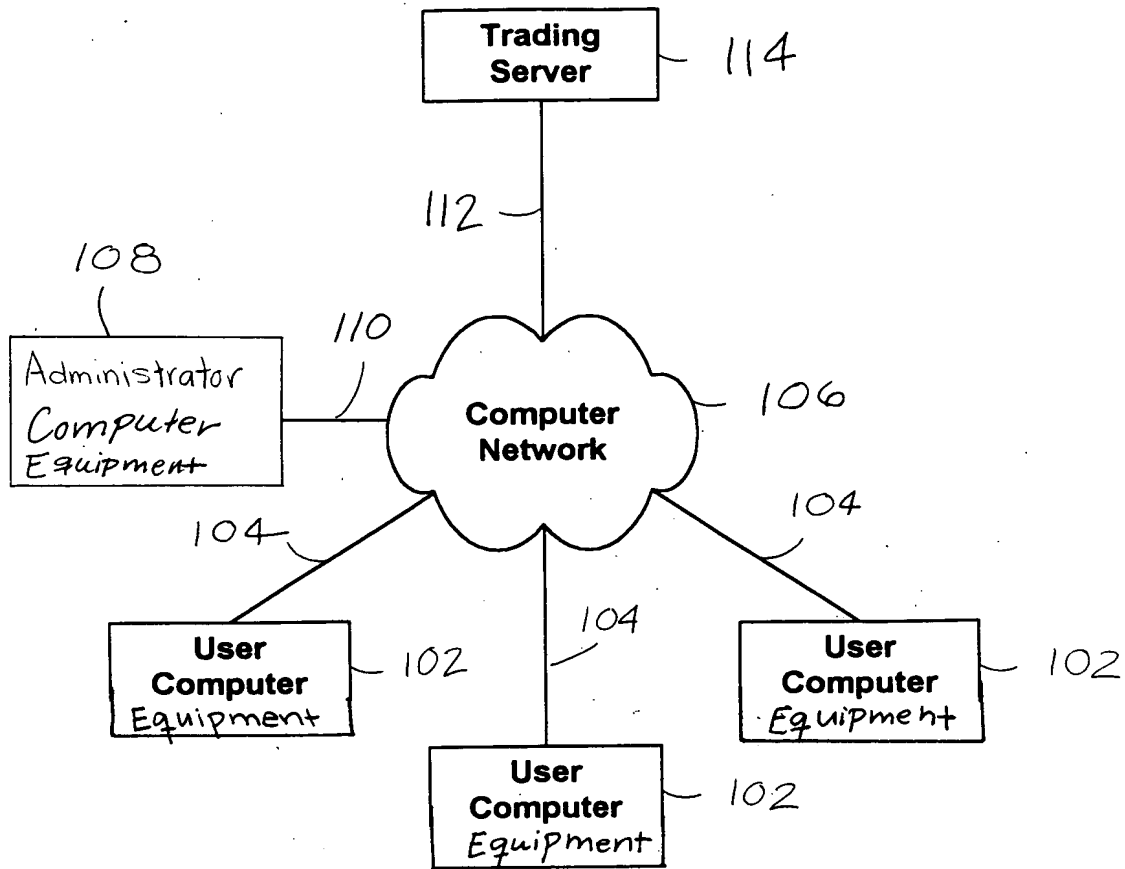 Trading
Server
114
112
108
110
Administrator
Computer
Equipment
Computer
Network
106
104
104
User
Computer
Equipment
102
104
User
Computer
Equipment
102
User
Computer
Equipment
102